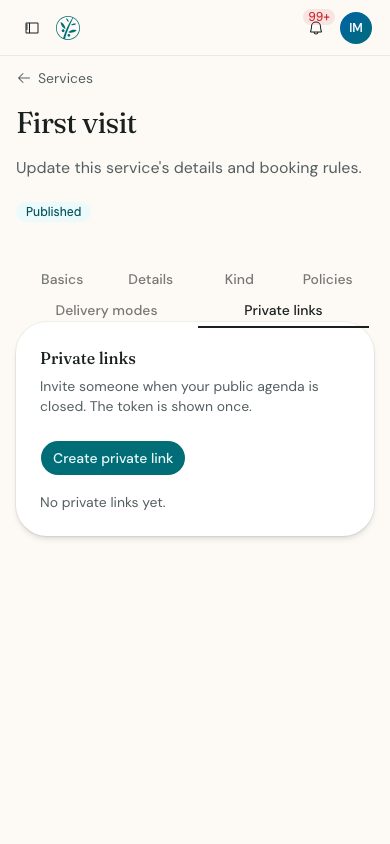 99+
IM
Services
First visit
Update this service's details and booking rules.
Published
Basics Details Kind Policies
Delivery modes Private links
Private links
Invite someone when your public agenda is
closed. The token is shown once.
Create private link
No private links yet.